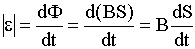 |ε| = dΦ/dt = d(BS)/dt = B dS/dt